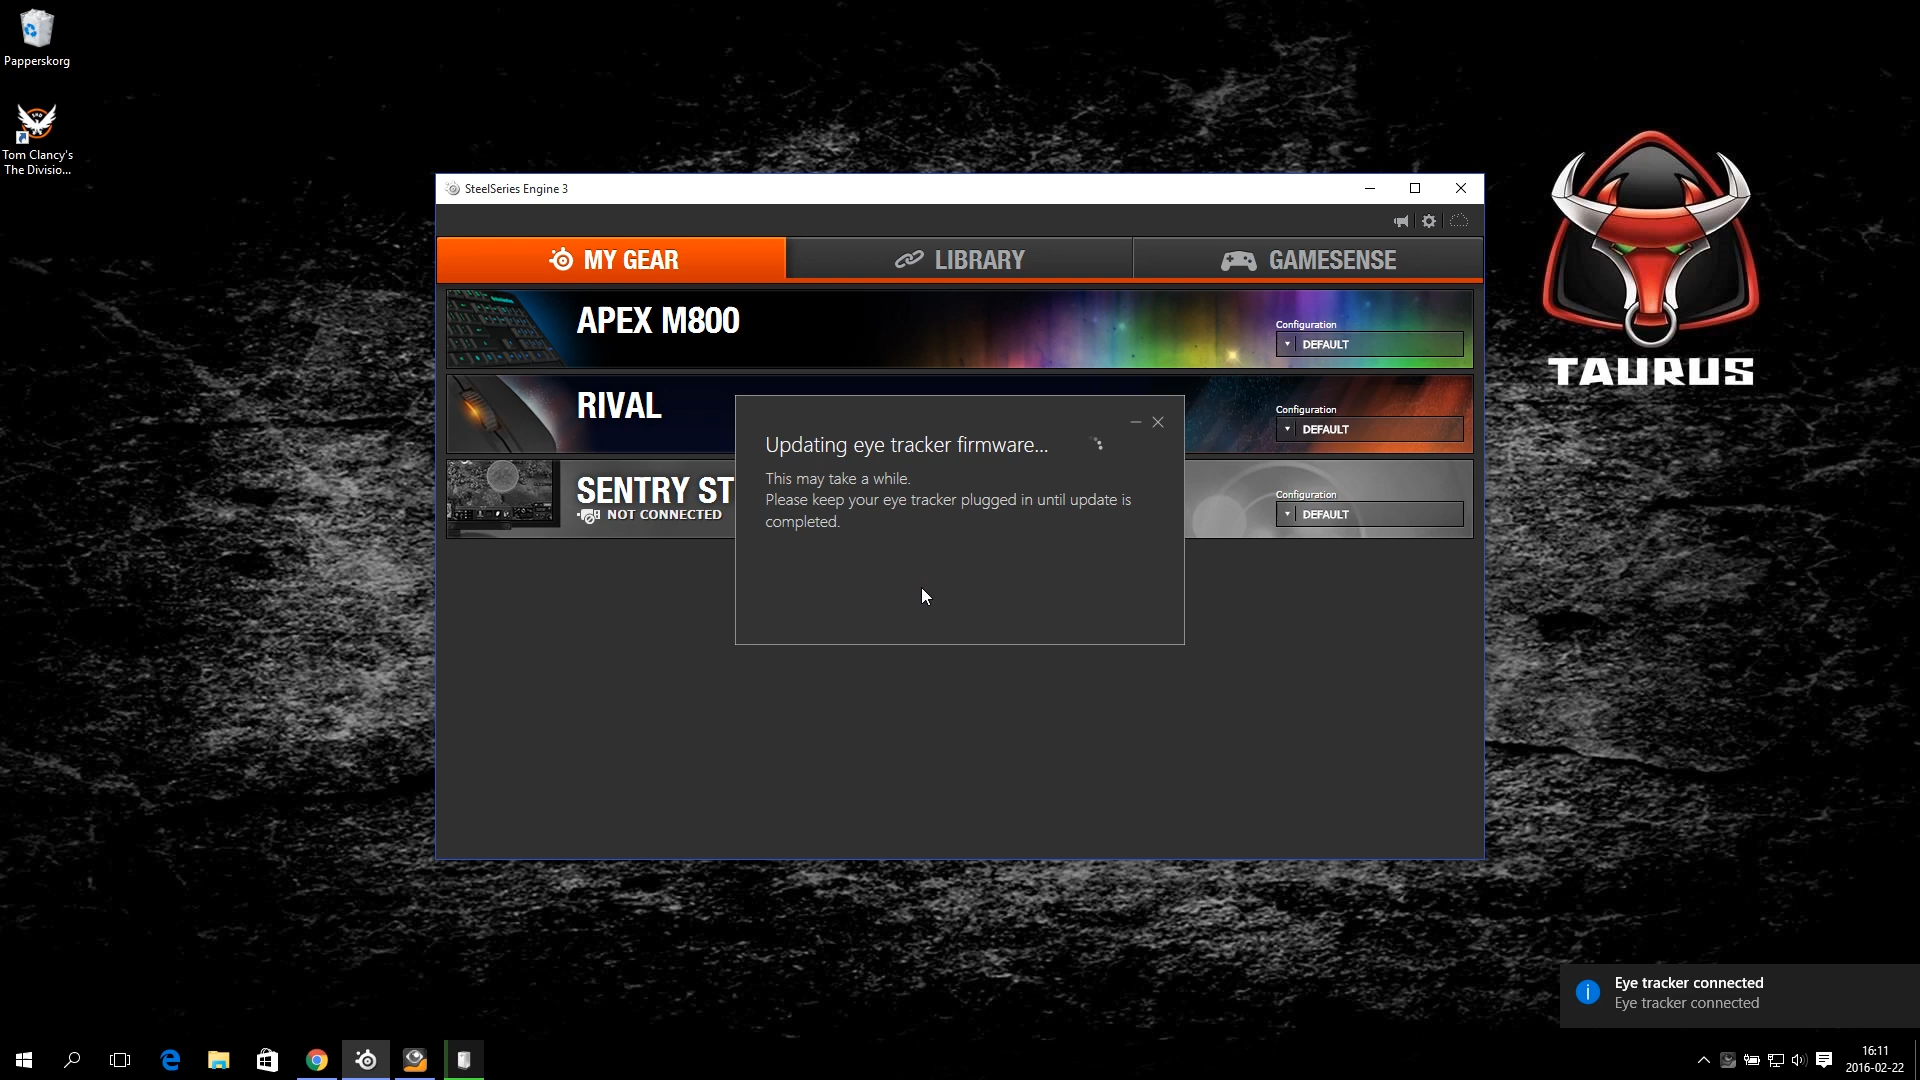 Papperskorg
Tom Clancy's
The Divisio...
SteelSeries Engine 3
MY GEAR
LIBRARY
GAMESENSE
APEX M800
Configuration
DEFAULT
RIVAL
Configuration
DEFAULT
SENTRY ST
NOT CONNECTED
Configuration
DEFAULT
Updating eye tracker firmware...
This may take a while.
Please keep your eye tracker plugged in until update is
completed.
TAURUS
Eye tracker connected
Eye tracker connected
16:11
2016-02-22